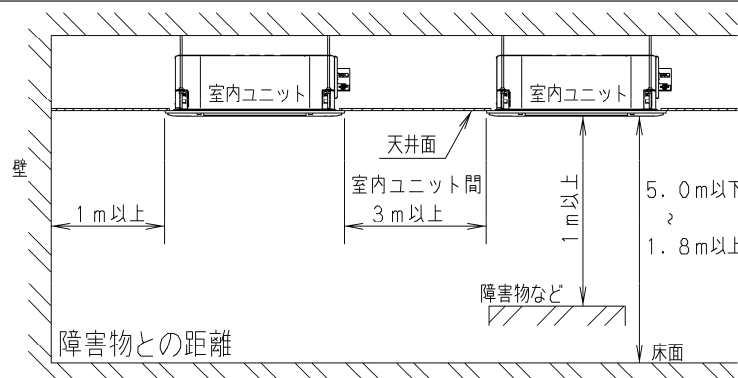 室内ユニット
室内ユニット
天井面
壁
室内ユニット間
1m以上
3m以上
1m以上
5.0m以下
~
1.8m以上
障害物など
障害物との距離
床面